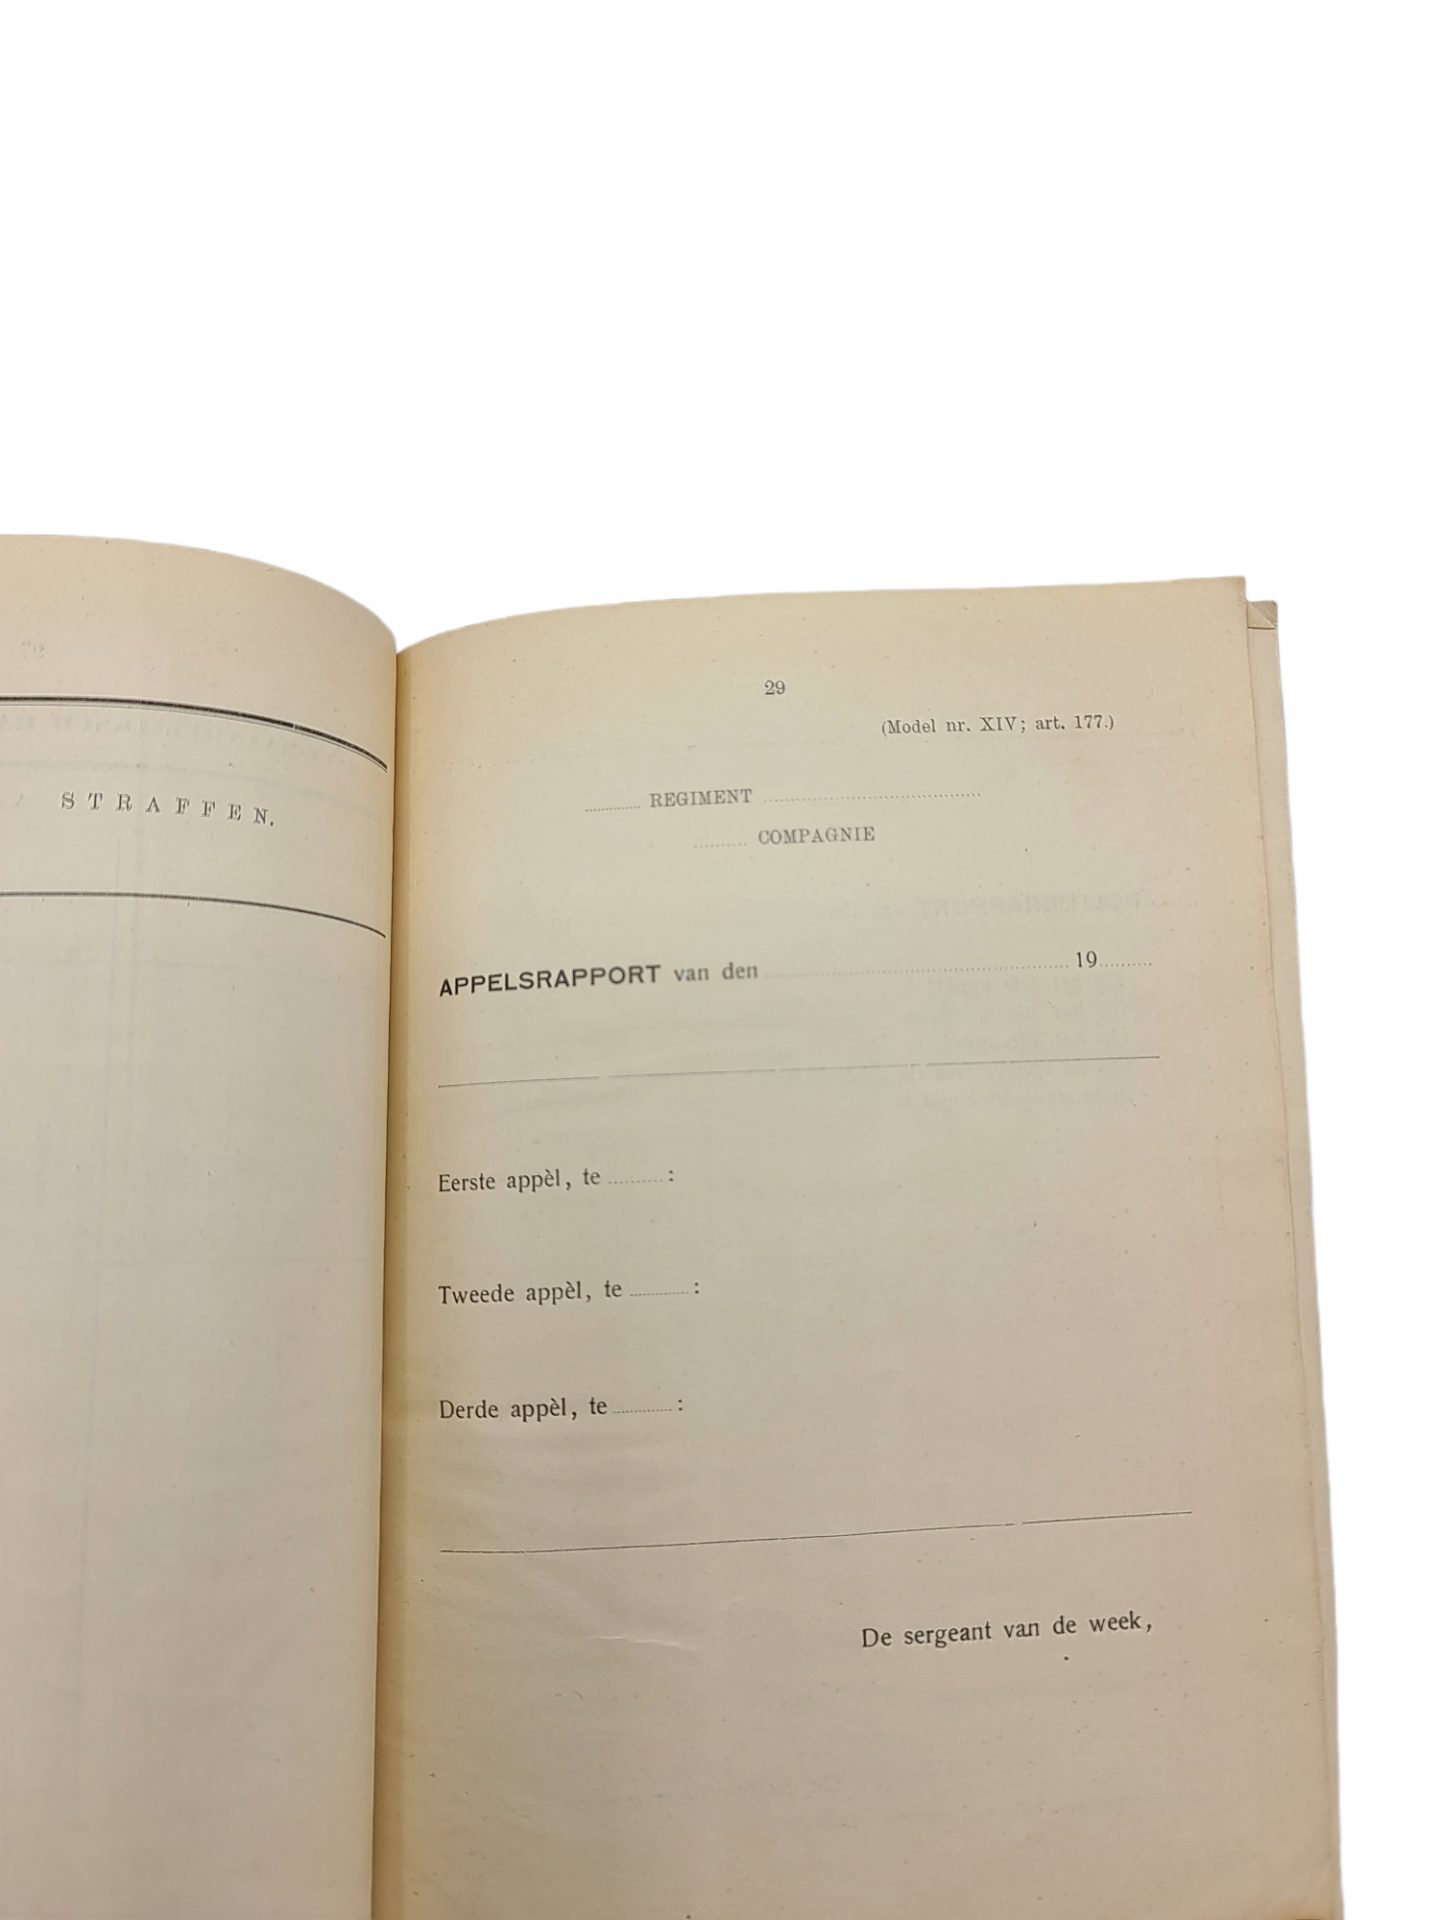 STRAFFEN.
29
(Model nr. XIV; art. 177.)
.......... REGIMENT ........................................
.......... COMPAGNIE
APPELSRAPPORT van den ........................................ 19..........
Eerste appèl, te .......... :
Tweede appèl, te .......... :
Derde appèl, te .......... :
De sergeant van de week,